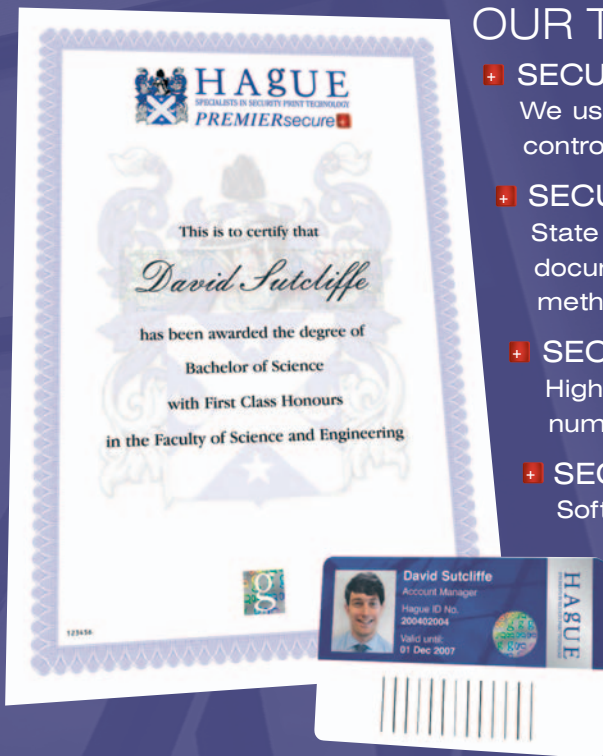 OUR T
SECU
We us
contro
SECU
State
docur
meth
SEC
High
num
SEC
Soft
HAGUE
SPECIALISTS IN SECURITY PRINT TECHNOLOGY
PREMIERsecure
This is to certify that
David Sutcliffe
has been awarded the degree of
Bachelor of Science
with First Class Honours
in the Faculty of Science and Engineering
g
123456
David Sutcliffe
Account Manager
Hague ID No.
200402004
Valid until:
01 Dec 2007
HAGUE